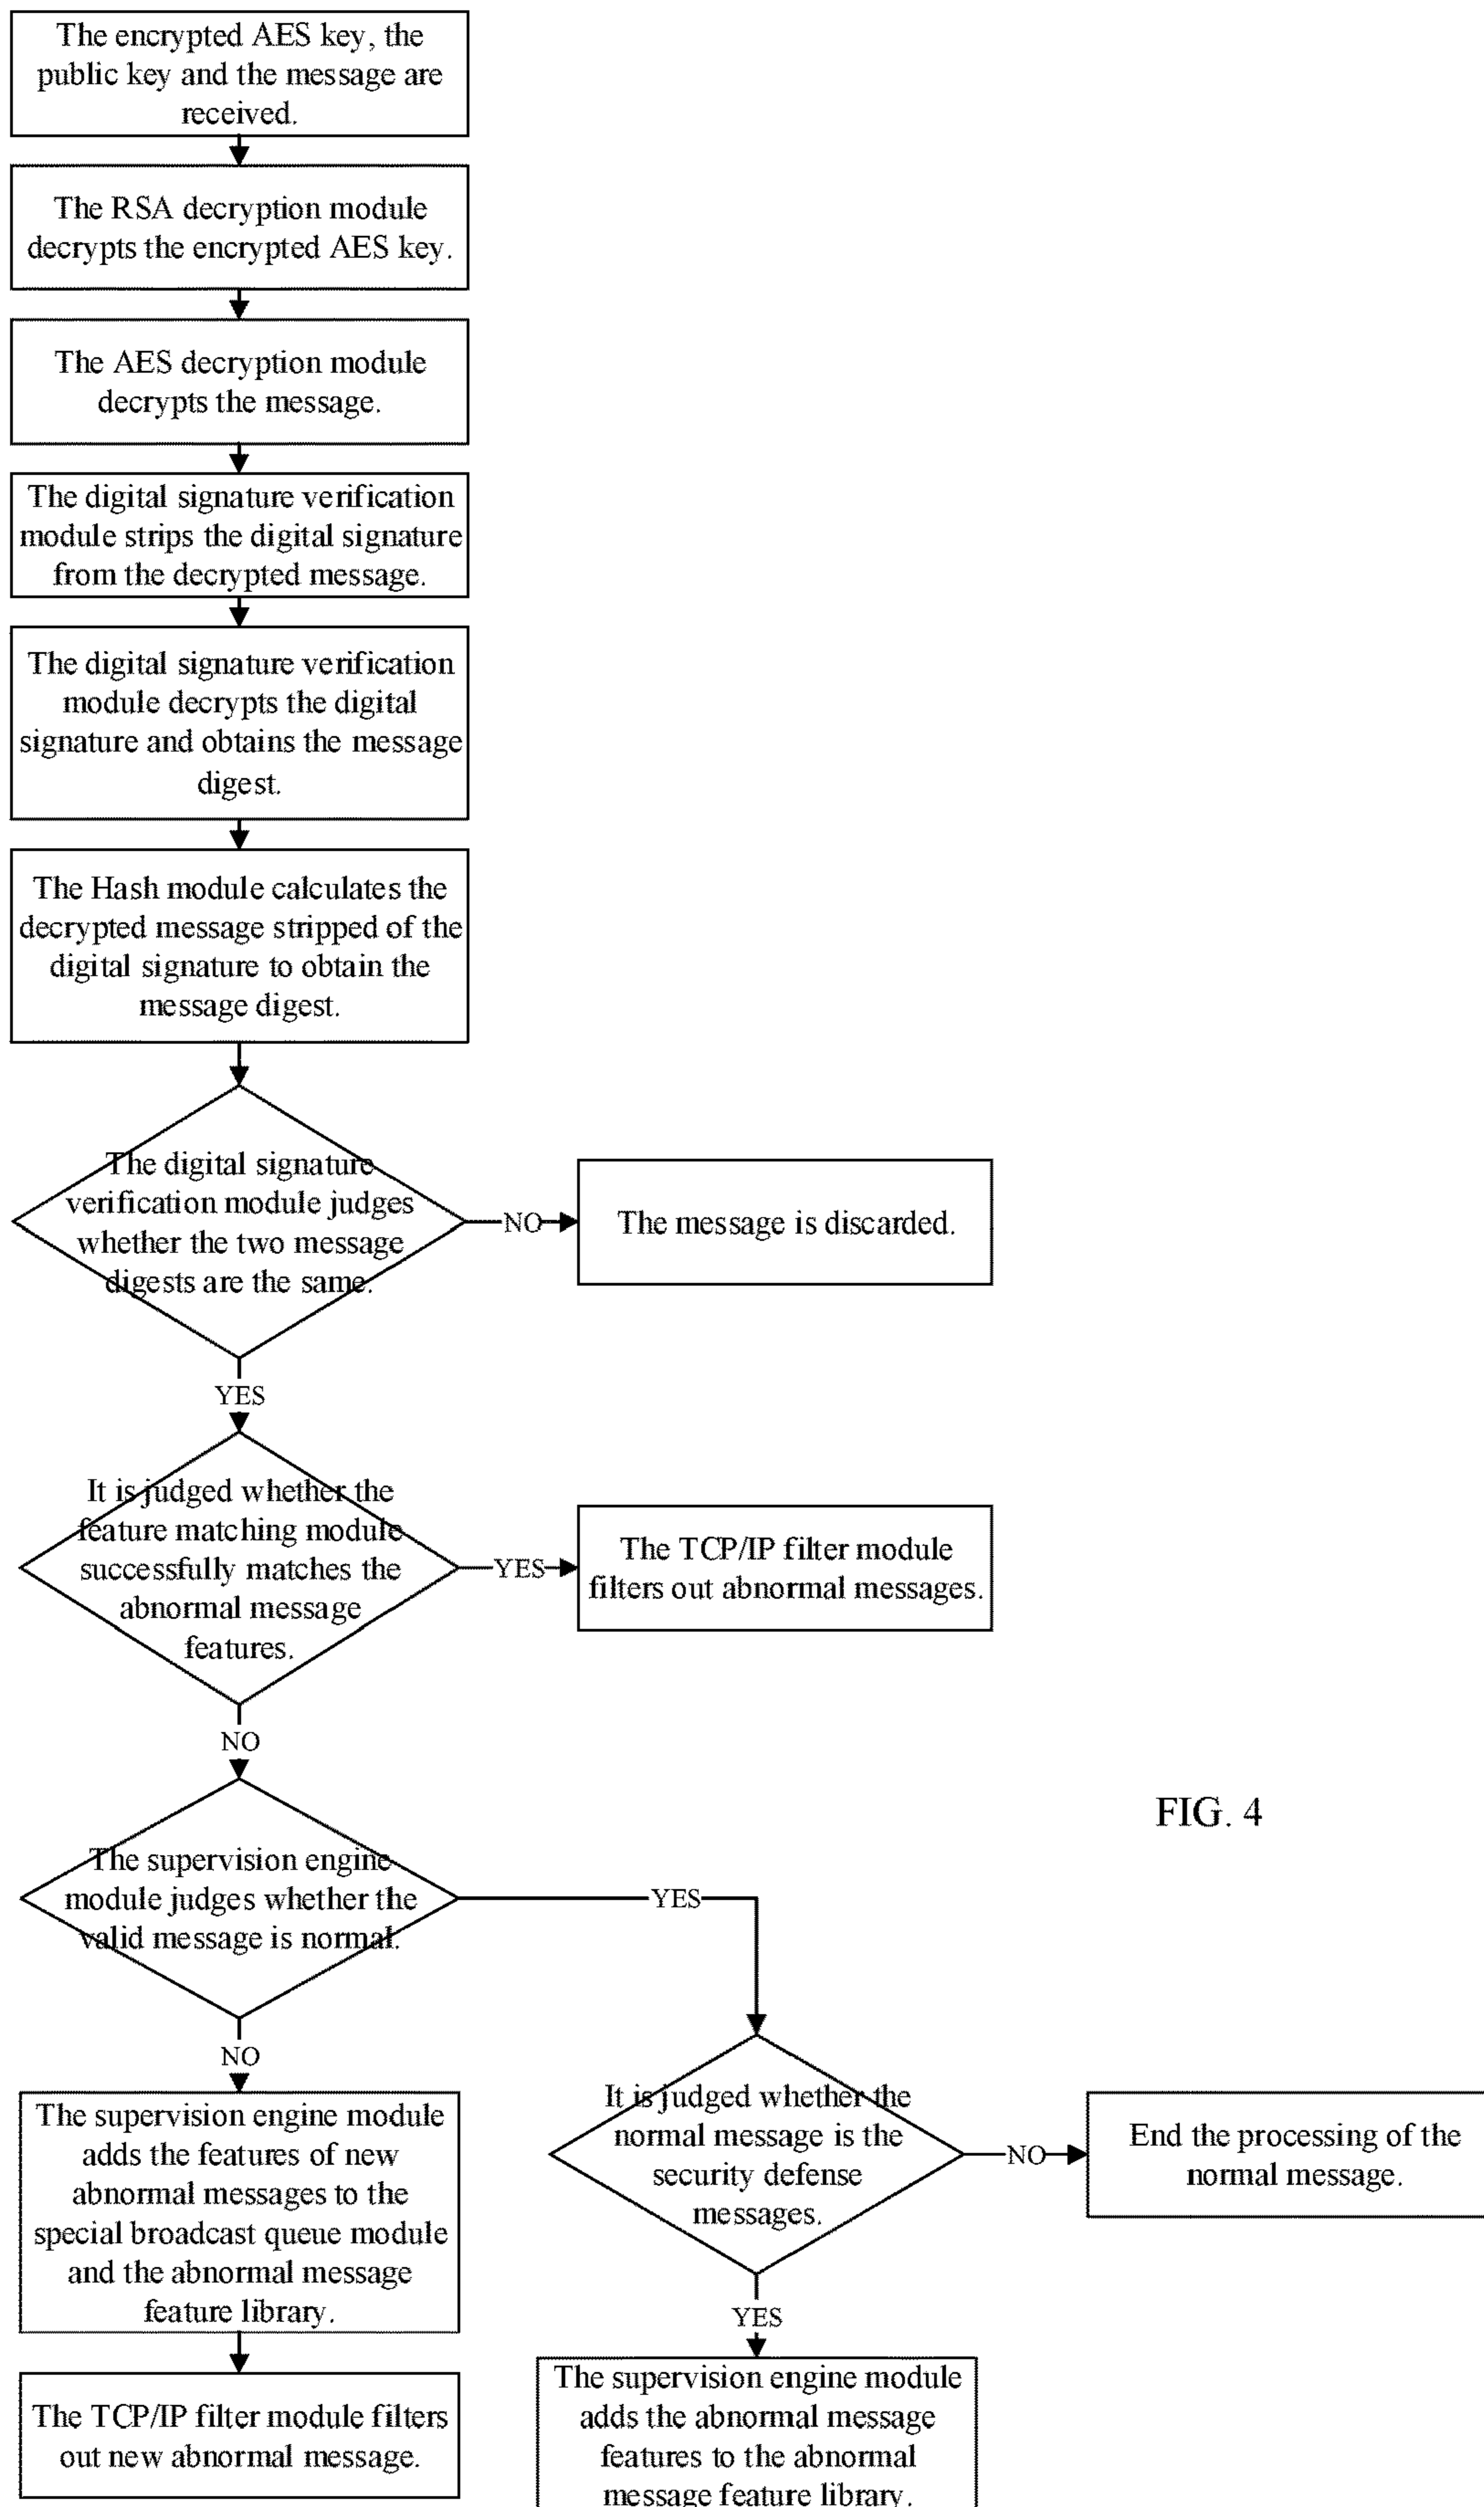 The encrypted AES key, the
public key and the message are
received.
The RSA decryption module
decrypts the encrypted AES key.
The AES decryption module
decrypts the message.
The digital signature verification
module strips the digital signature
from the decrypted message.
The digital signature verification
module decrypts the digital
signature and obtains the message
digest.
The Hash module calculates the
decrypted message stripped of the
digital signature to obtain the
message digest.
The digital signature
verification module judges
whether the two message
digests are the same.
NO
The message is discarded.
YES
It is judged whether the
feature matching module
successfully matches the
abnormal message
features.
YES
The TCP/IP filter module
filters out abnormal messages.
NO
FIG. 4
The supervision engine
module judges whether the
valid message is normal.
YES
NO
The supervision engine module
adds the features of new
abnormal messages to the
special broadcast queue module
and the abnormal message
feature library.
It is judged whether the
normal message is the
security defense
messages.
NO
End the processing of the
normal message.
YES
The TCP/IP filter module filters
out new abnormal message.
The supervision engine module
adds the abnormal message
features to the abnormal
message feature library.